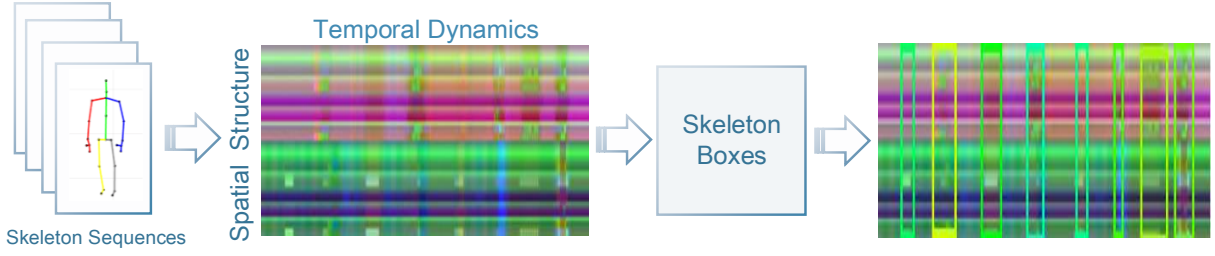 Skeleton Sequences
Spatial Structure
Temporal Dynamics
Skeleton
Boxes